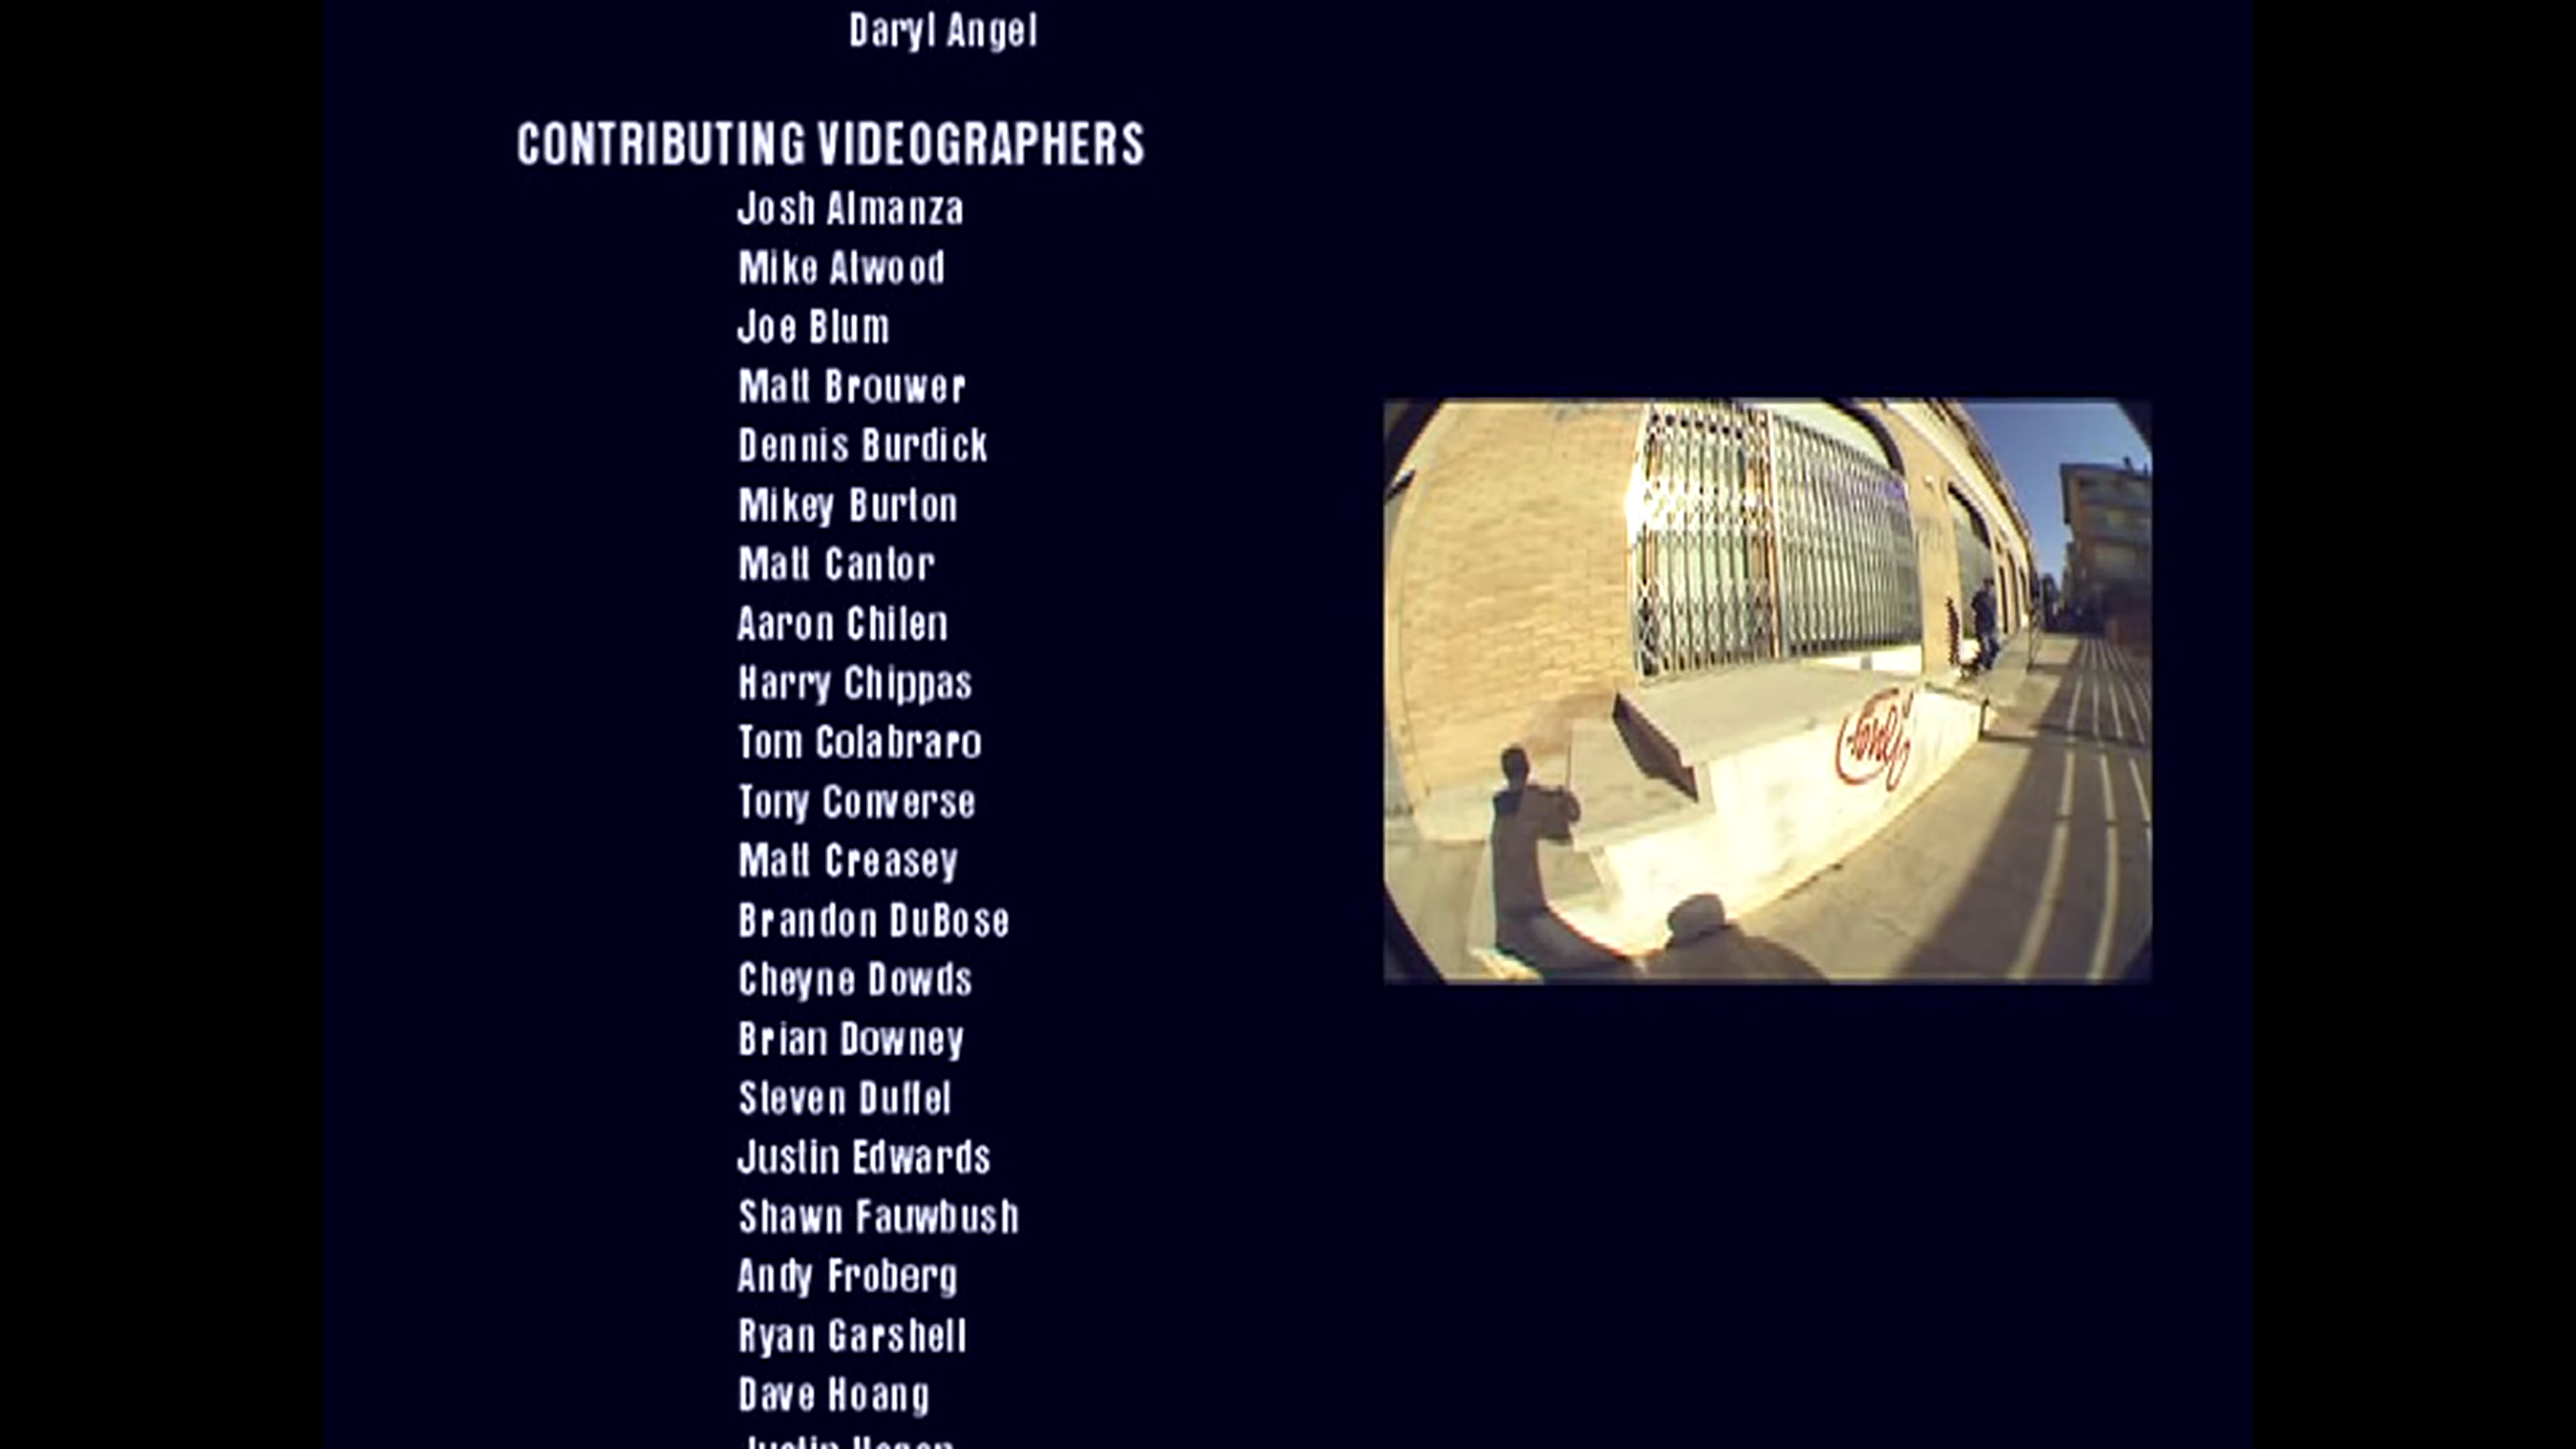 Daryl Angel
CONTRIBUTING VIDEOGRAPHERS
Josh Almanza
Mike Atwood
Joe Blum
Matt Brouwer
Dennis Burdick
Mikey Burton
Matt Cantor
Aaron Chilen
Harry Chippas
Tom Colabraro
Tony Converse
Matt Creasey
Brandon DuBose
Cheyne Dowds
Brian Downey
Steven Duffel
Justin Edwards
Shawn Fauwbush
Andy Froberg
Ryan Garshell
Dave Hoang
Justin